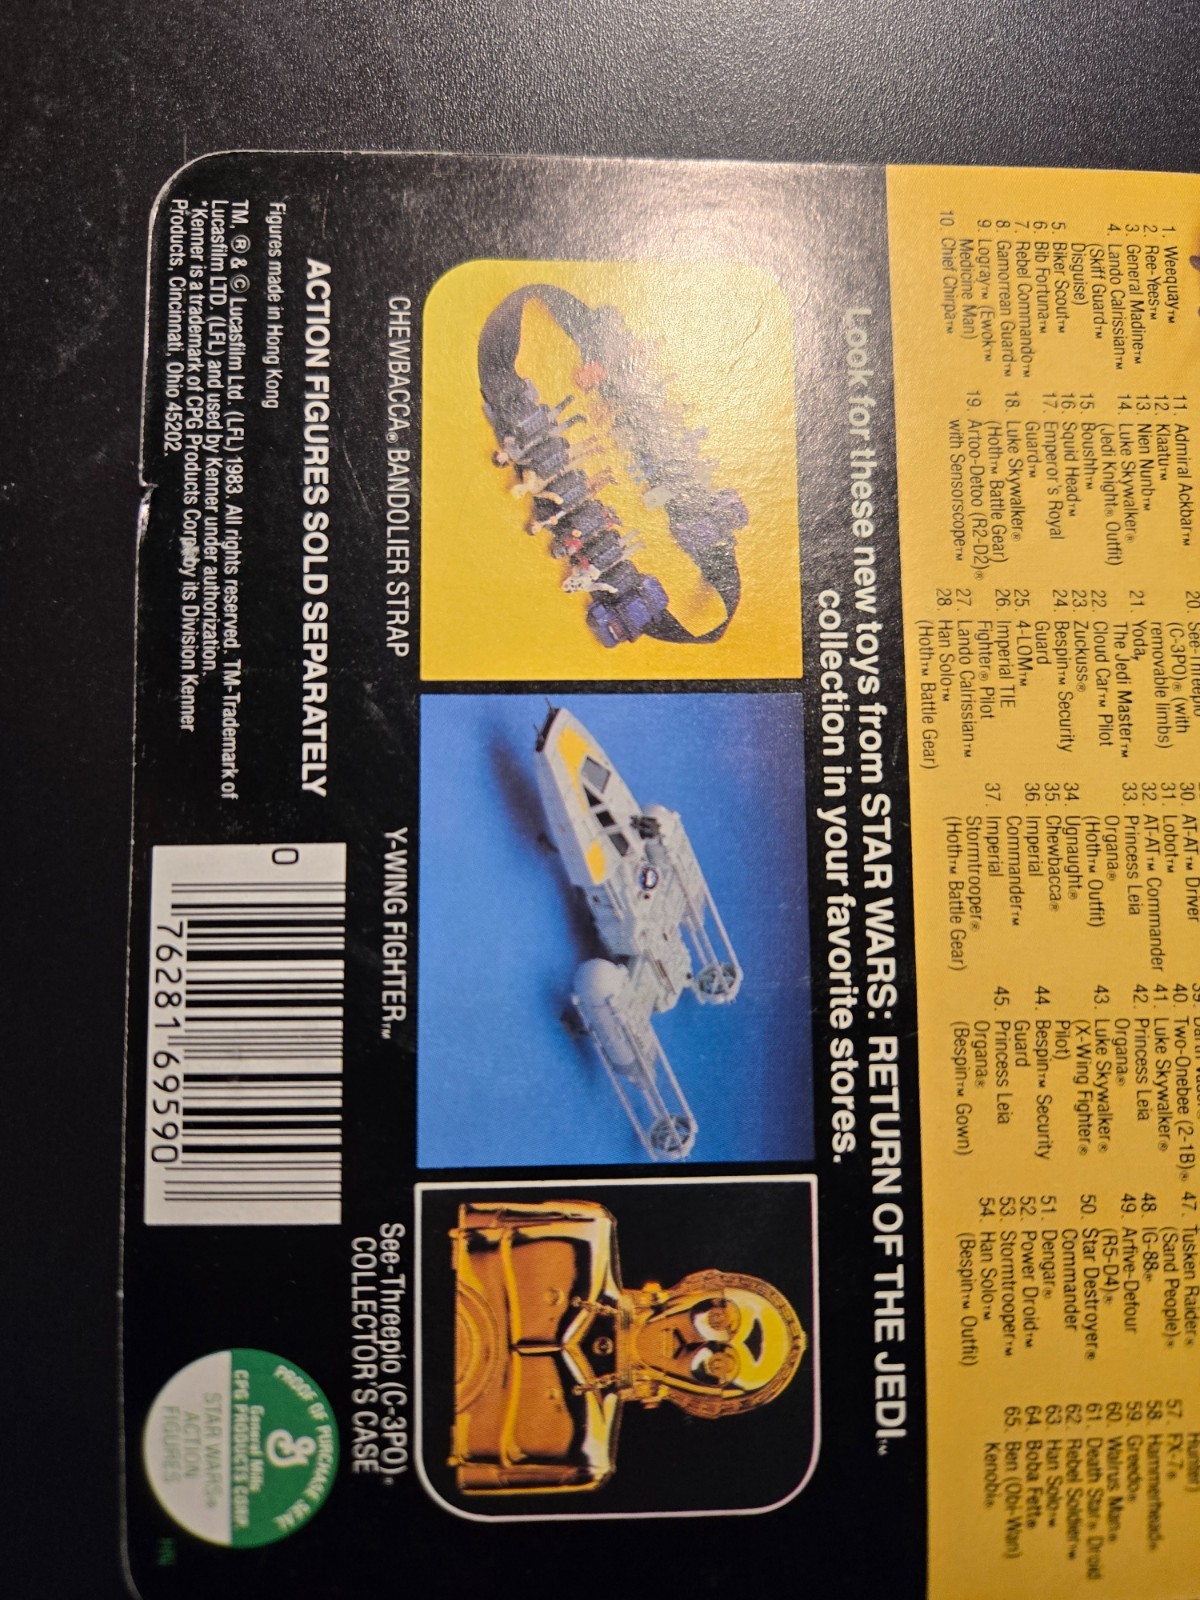 1. Weequay™
2. Ree-Yees™
3. General Madine™
4. Lando Calrissian™
(Skiff Guard™
Disguise)
5. Biker Scout™
6. Bib Fortuna™
7. Rebel Commando™
8. Gamorrean Guard™
9. Logray™ (Ewok™
Medicine Man)
10. Chief Chirpa™
11. Admiral Ackbar™
12. Klaatu™
13. Nien Nunb™
14. Luke Skywalker®
(Jedi Knight® Outfit)
15. Boushh™
16. Squid Head™
17. Emperor's Royal
Guard™
18. Luke Skywalker®
(Hoth™ Battle Gear)
19. Artoo-Detoo (R2-D2)®
with Sensorscope™
20. See-Threepio
(C-3PO)® (with
removable limbs)
21. Yoda,
The Jedi Master™
22. Cloud Car™ Pilot
23. Zuckuss®
24. Bespin™ Security
Guard
25. 4-LOM™
26. Imperial TIE
Fighter® Pilot
27. Lando Calrissian™
28. Han Solo™
(Hoth™ Battle Gear)
30. AT-AT™ Driver
31. Lobot™
32. AT-AT™ Commander
33. Princess Leia
Organa®
(Hoth™ Outfit)
34. Ugnaught®
35. Chewbacca®
36. Imperial
Commander™
37. Imperial
Stormtrooper®
(Hoth™ Battle Gear)
40. Two-Onebee (2-1B)®
41. Luke Skywalker®
42. Princess Leia
Organa®
43. Luke Skywalker®
(X-Wing Fighter®
Pilot)
44. Bespin™ Security
Guard
45. Princess Leia
Organa®
(Bespin™ Gown)
47. Tusken Raider®
(Sand People)®
48. IG-88®
49. Arfive-Defour
(R5-D4)®
50. Star Destroyer®
Commander
51. Dengar®
52. Power Droid™
53. Stormtrooper™
54. Han Solo™
(Bespin™ Outfit)
57. FX-7®
58. Hammerhead®
59. Greedo®
60. Walrus Man®
61. Death Star® Droid
62. Rebel Soldier™
63. Han Solo™
64. Boba Fett®
65. Ben (Obi-Wan)
Kenobi®
Look for these new toys from STAR WARS: RETURN OF THE JEDI™
collection in your favorite stores.
CHEWBACCA® BANDOLIER STRAP
Y-WING FIGHTER™
See-Threepio (C-3PO)®
COLLECTOR'S CASE
ACTION FIGURES SOLD SEPARATELY
Figures made in Hong Kong
TM, ® & © Lucasfilm Ltd. (LFL) 1983. All rights reserved. TM-Trademark of
Lucasfilm LTD. (LFL) and used by Kenner under authorization.
*Kenner is a trademark of CPG Products Corp. by its Division Kenner
Products, Cincinnati, Ohio 45202.
0 76281 69590
PROOF OF PURCHASE SEAL
General Mills
CPG PRODUCTS CORP.
STAR WARS®
ACTION
FIGURES